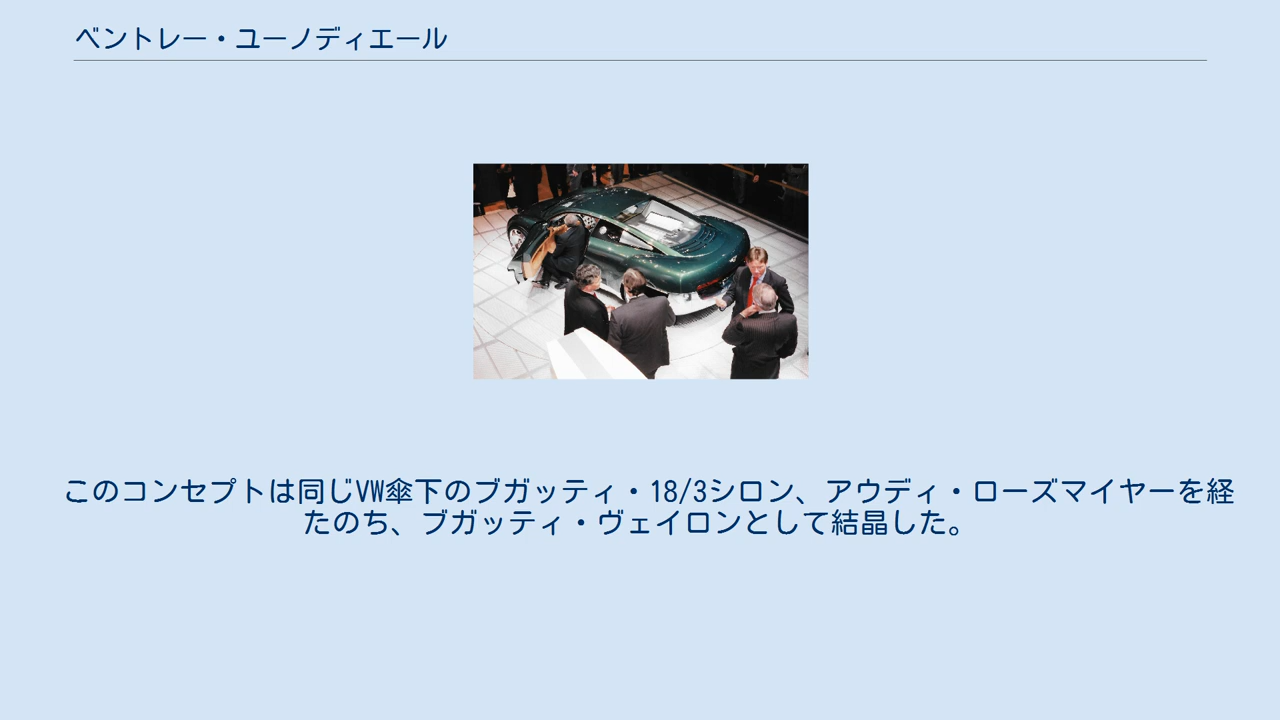 ベントレー・ユーノディエール
このコンセプトは同じVW傘下のブガッティ・18/3シロン、アウディ・ローズマイヤーを経
たのち、ブガッティ・ヴェイロンとして結晶した。